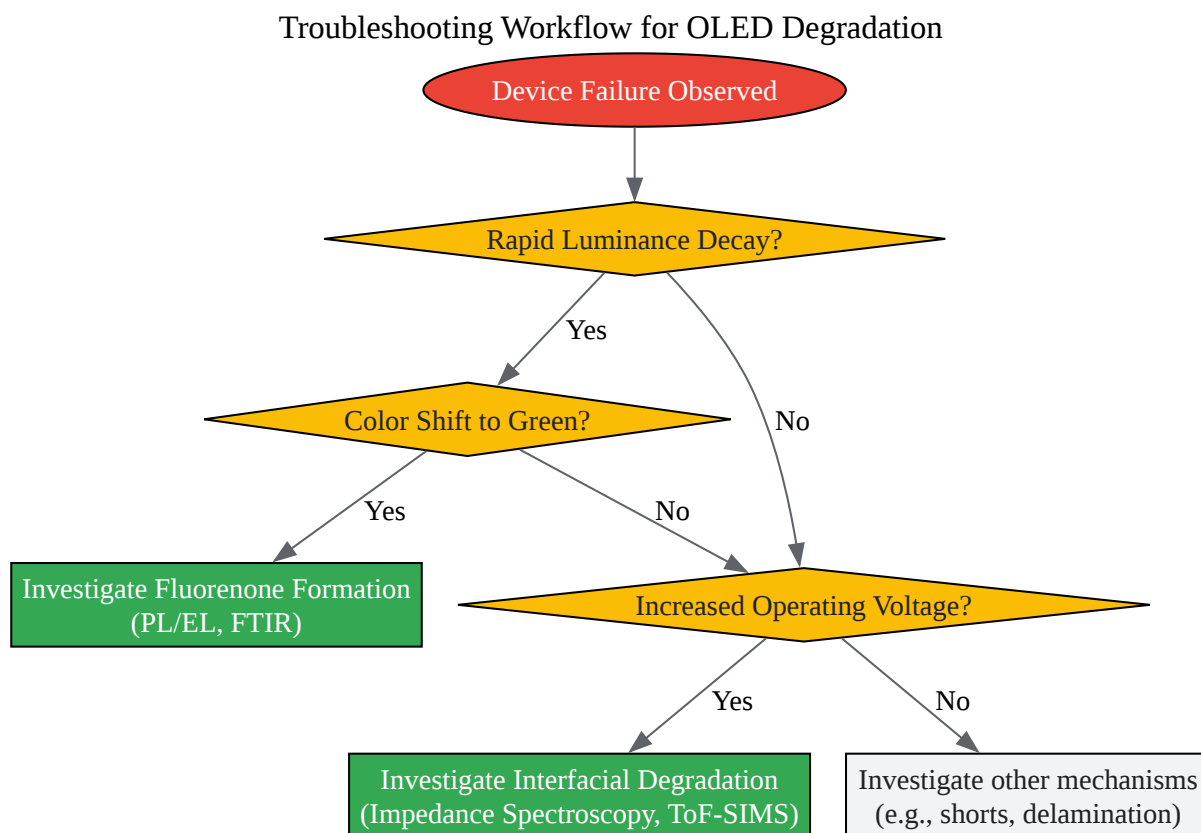 Troubleshooting Workflow for OLED Degradation
Device Failure Observed
Rapid Luminance Decay?
Yes
Color Shift to Green?
No
Yes
No
Investigate Fluorenone Formation
(PL/EL, FTIR)
Increased Operating Voltage?
Yes
No
Investigate Interfacial Degradation
(Impedance Spectroscopy, ToF-SIMS)
Investigate other mechanisms
(e.g., shorts, delamination)